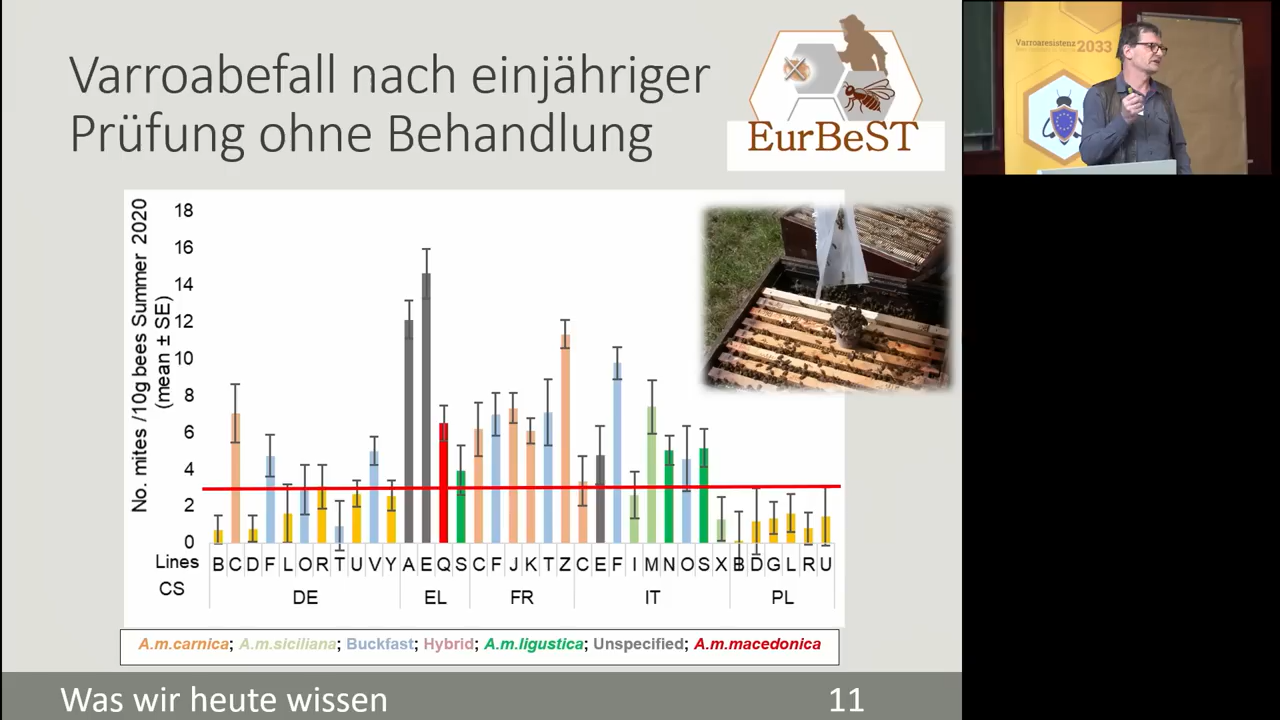 Varroabefall nach einjähriger
Prüfung ohne Behandlung
EurBeST
Varroaresistenz 2033
No. mites /10g bees Summer 2020
(mean ± SE)
18
16
14
12
10
8
6
4
2
0
Lines B C D F L O R T U V Y A E Q S C F J K T Z C E F I M N O S X B D G L R U
CS DE EL FR IT PL
A.m.carnica; A.m.siciliana; Buckfast; Hybrid; A.m.ligustica; Unspecified; A.m.macedonica
Was wir heute wissen 11